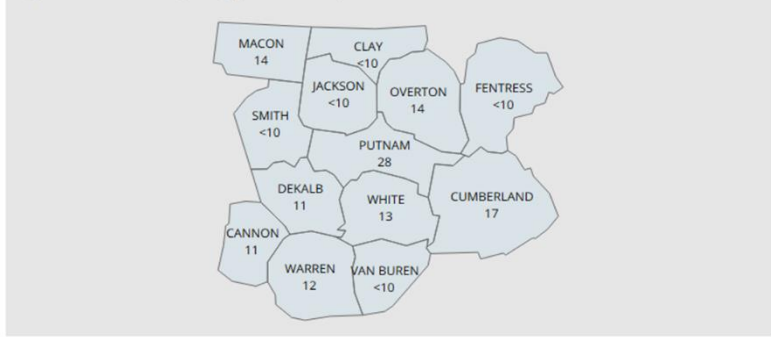 MACON
14
CLAY
<10
JACKSON
<10
OVERTON
14
FENTRESS
<10
SMITH
<10
PUTNAM
28
DEKALB
11
WHITE
13
CUMBERLAND
17
CANNON
11
WARREN
12
VAN BUREN
<10